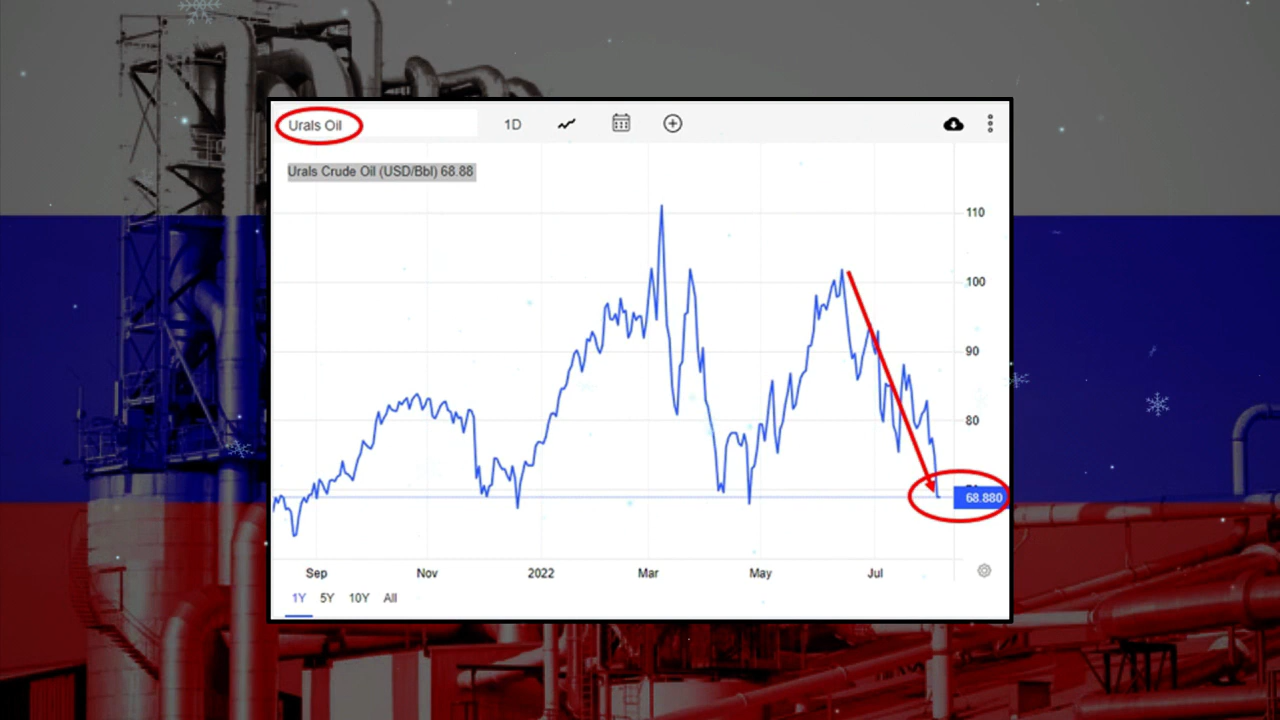 Urals Oil 1D
Urals Crude Oil (USD/Bbl) 68.88
110
100
90
80
68.880
Sep Nov 2022 Mar May Jul
1Y 5Y 10Y All